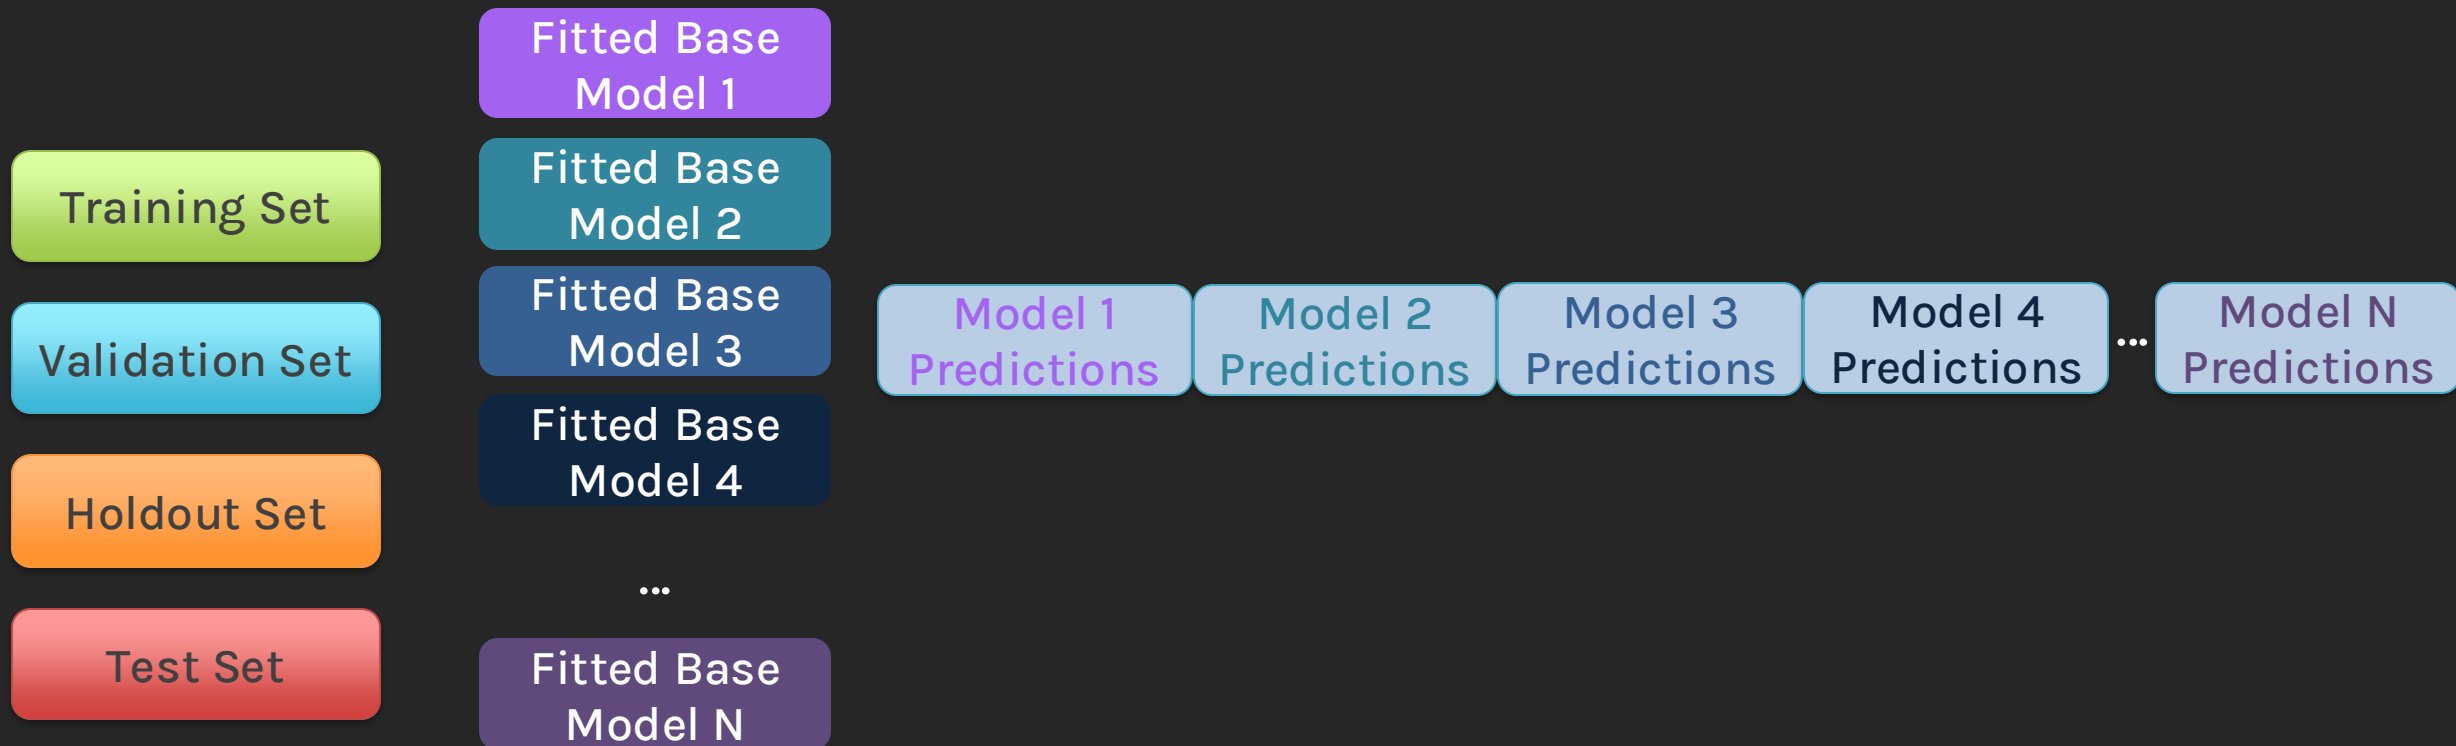 Training Set
Validation Set
Holdout Set
Test Set
Fitted Base
Model 1
Fitted Base
Model 2
Fitted Base
Model 3
Fitted Base
Model 4
...
Fitted Base
Model N
Model 1
Predictions
Model 2
Predictions
Model 3
Predictions
Model 4
Predictions
...
Model N
Predictions